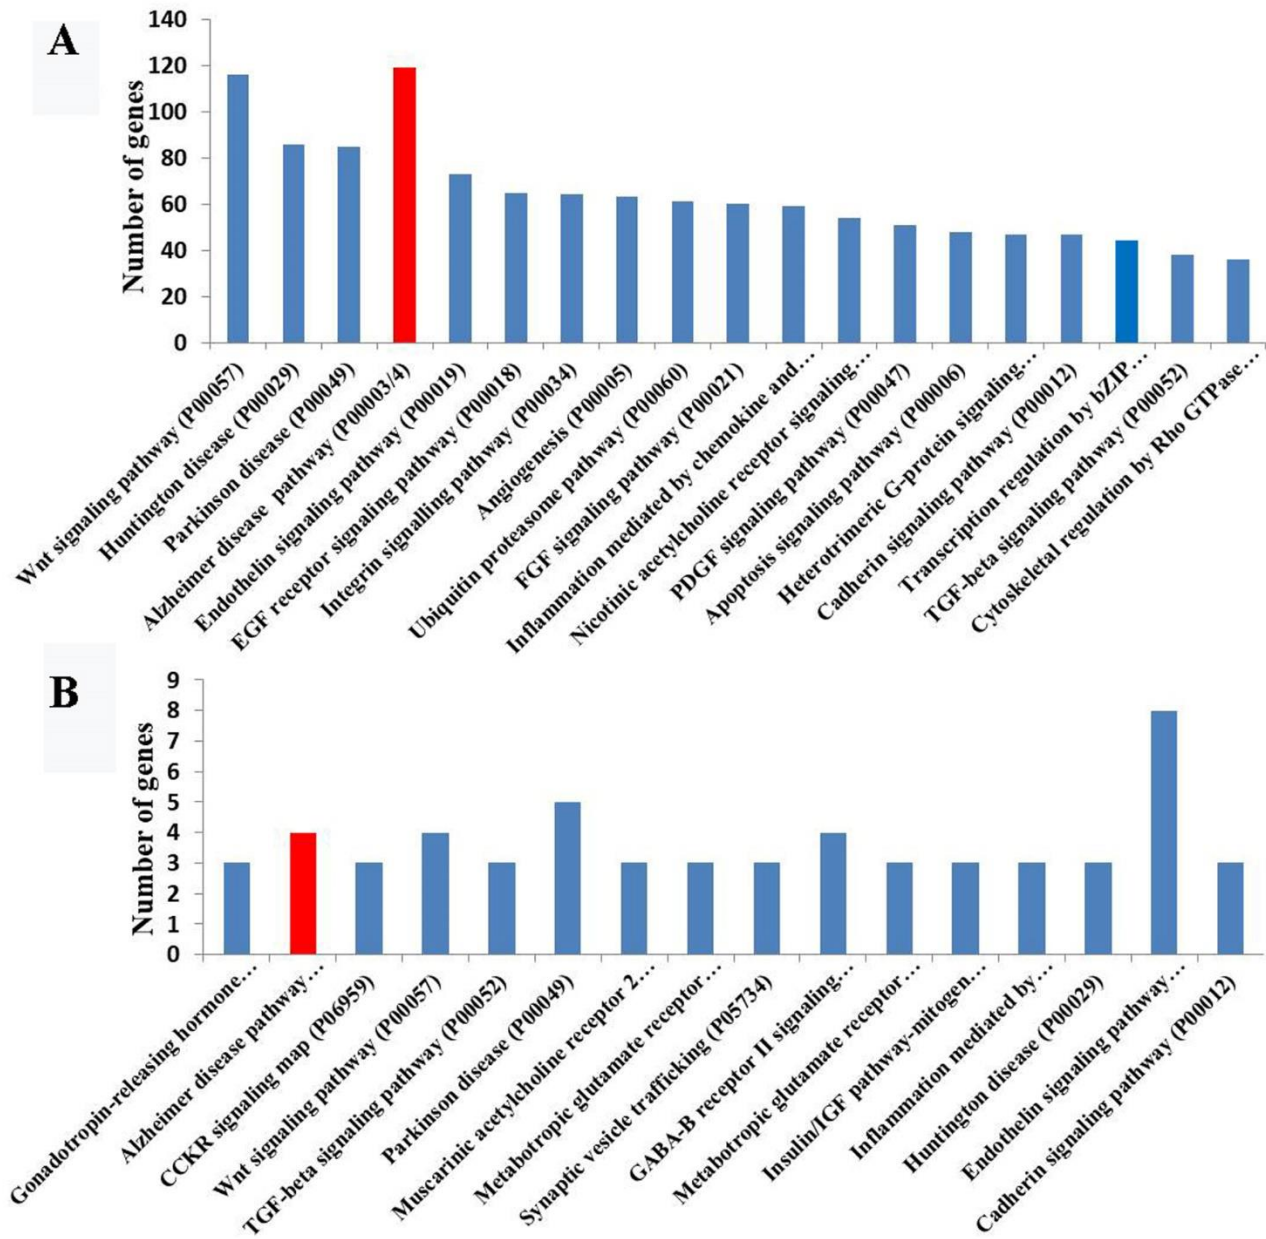 A
Number of genes
140
120
100
80
60
40
20
0
Wnt signaling pathway (P00057)
Huntington disease (P00029)
Parkinson disease (P00049)
Alzheimer disease pathway (P00003/4)
Endothelin signaling pathway (P00019)
EGF receptor signaling pathway (P00018)
Integrin signalling pathway (P00034)
Angiogenesis (P00005)
Ubiquitin proteasome pathway (P00060)
FGF signaling pathway (P00021)
Inflammation mediated by chemokine and...
Nicotinic acetylcholine receptor signaling...
PDGF signaling pathway (P00047)
Apoptosis signaling pathway (P00006)
Heterotrimeric G-protein signaling...
Cadherin signaling pathway (P00012)
Transcription regulation by bZIP...
TGF-beta signaling pathway (P00052)
Cytoskeletal regulation by Rho GTPase...
B
Number of genes
9
8
7
6
5
4
3
2
1
0
Gonadotropin-releasing hormone...
Alzheimer disease pathway...
CCKR signaling map (P06959)
Wnt signaling pathway (P00057)
TGF-beta signaling pathway (P00052)
Parkinson disease (P00049)
Muscarinic acetylcholine receptor 2...
Metabotropic glutamate receptor...
Synaptic vesicle trafficking (P05734)
GABA-B receptor II signaling...
Metabotropic glutamate receptor...
Insulin/IGF pathway-mitogen...
Inflammation mediated by...
Huntington disease (P00029)
Endothelin signaling pathway...
Cadherin signaling pathway (P00012)